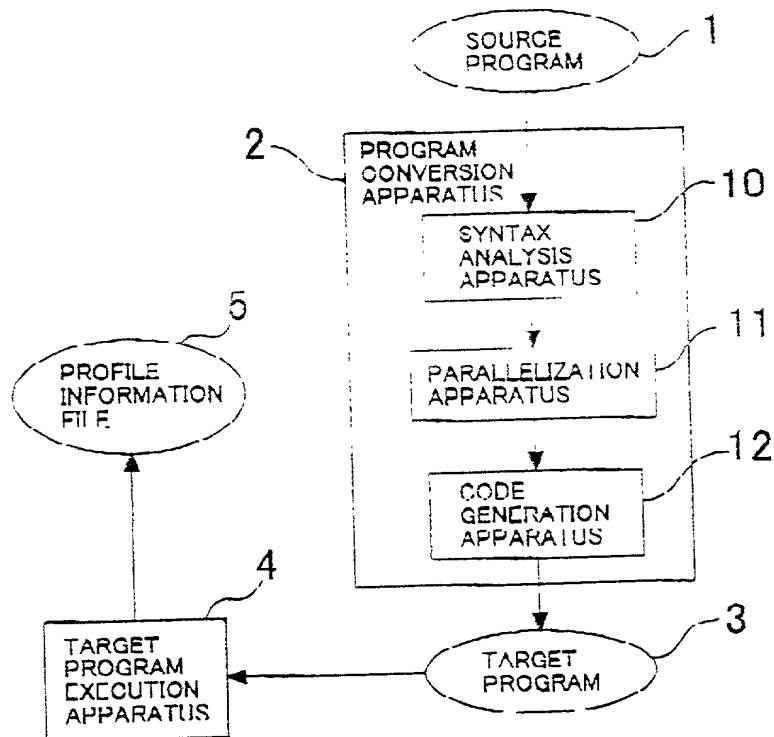 SOURCE
PROGRAM
1
2
PROGRAM
CONVERSION
APPARATUS
10
SYNTAX
ANALYSIS
APPARATUS
5
PROFILE
INFORMATION
FILE
11
PARALLELIZATION
APPARATUS
12
CODE
GENERATION
APPARATUS
4
TARGET
PROGRAM
EXECUTION
APPARATUS
3
TARGET
PROGRAM